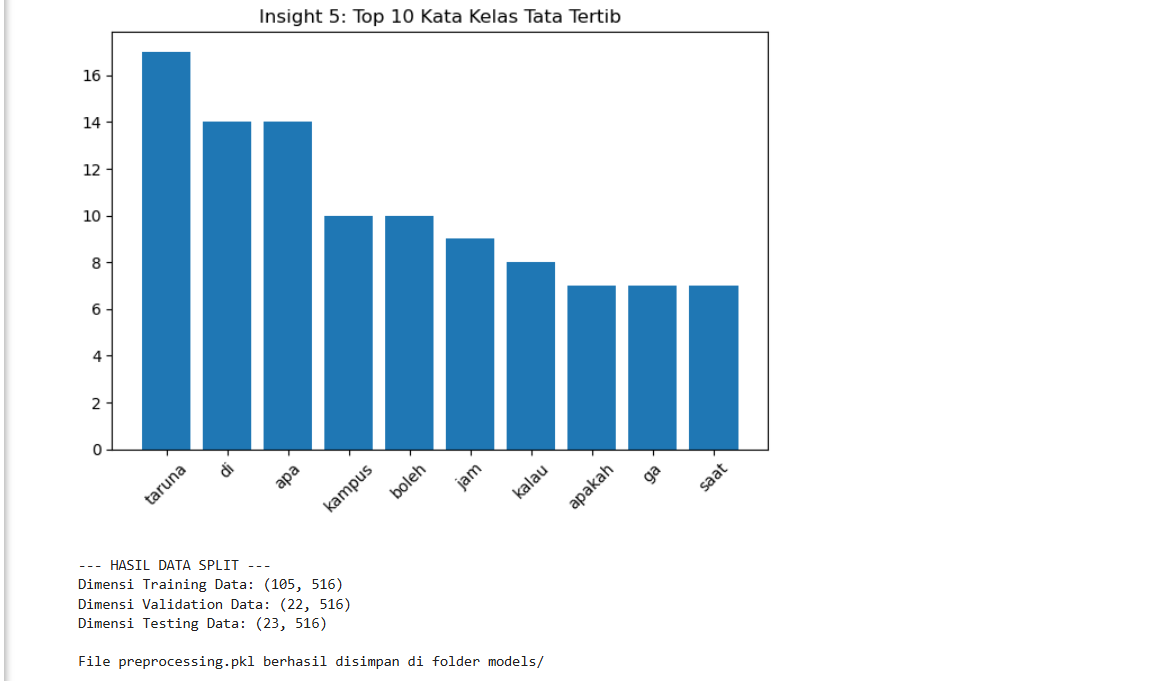 Insight 5: Top 10 Kata Kelas Tata Tertib
16
14
12
10
8
6
4
2
0
taruna
di
apa
kampus
boleh
jam
kalau
apakah
ga
saat
--- HASIL DATA SPLIT ---
Dimensi Training Data: (105, 516)
Dimensi Validation Data: (22, 516)
Dimensi Testing Data: (23, 516)
File preprocessing.pkl berhasil disimpan di folder models/